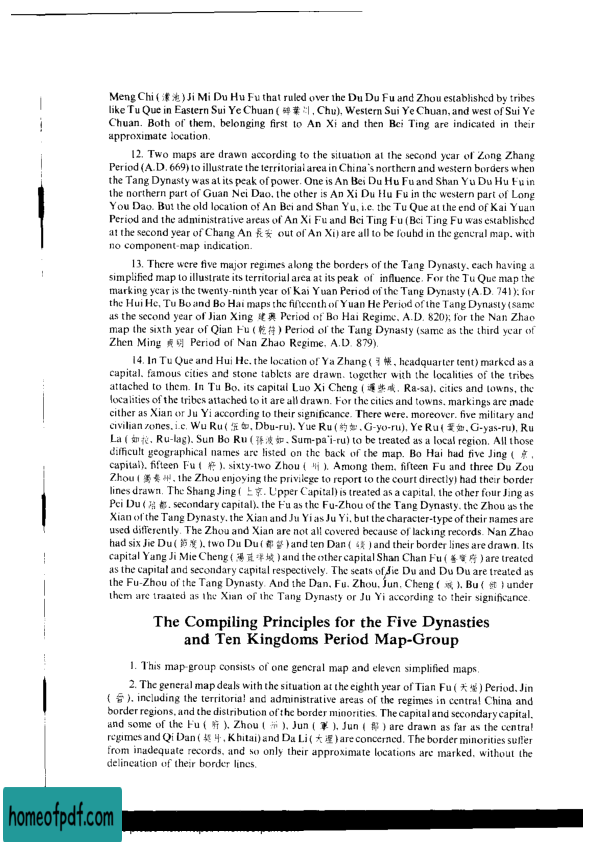 Meng Chi (濛池) Ji Mi Du Hu Fu that ruled over the Du Du Fu and Zhou established by tribes
like Tu Que in Eastern Sui Ye Chuan (碎葉川, Chu), Western Sui Ye Chuan, and west of Sui Ye
Chuan. Both of them, belonging first to An Xi and then Bei Ting are indicated in their
approximate location.
12. Two maps are drawn according to the situation at the second year of Zong Zhang
Period (A.D. 669) to illustrate the territorial area in China's northern and western borders when
the Tang Dynasty was at its peak of power. One is An Bei Du Hu Fu and Shan Yu Du Hu Fu in
the northern part of Guan Nei Dao, the other is An Xi Du Hu Fu in the western part of Long
You Dao. But the old location of An Bei and Shan Yu, i.e. the Tu Que at the end of Kai Yuan
Period and the administrative areas of An Xi Fu and Bei Ting Fu (Bei Ting Fu was established
at the second year of Chang An 長安 out of An Xi) are all to be fouhd in the general map, with
no component-map indication.
13. There were five major regimes along the borders of the Tang Dynasty, each having a
simplified map to illustrate its territorial area at its peak of influence. For the Tu Que map the
marking year is the twenty-ninth year of Kai Yuan Period of the Tang Dynasty (A.D. 741); for
the Hui He, Tu Bo and Bo Hai maps the fifteenth of Yuan He Period of the Tang Dynasty (same
as the second year of Jian Xing 建興 Period of Bo Hai Regime, A.D. 820); for the Nan Zhao
map the sixth year of Qian Fu (乾符) Period of the Tang Dynasty (same as the third year of
Zhen Ming 貞明 Period of Nan Zhao Regime, A.D. 879).
14. In Tu Que and Hui He, the location of Ya Zhang (牙帳, headquarter tent) marked as a
capital, famous cities and stone tablets are drawn, together with the localities of the tribes
attached to them. In Tu Bo, its capital Luo Xi Cheng (邏些城, Ra-sa), cities and towns, the
localities of the tribes attached to it are all drawn. For the cities and towns, markings are made
either as Xian or Ju Yi according to their significance. There were, moreover, five military and
civilian zones, i.e. Wu Ru (伍如, Dbu-ru), Yue Ru (約如, G-yo-ru), Ye Ru (葉如, G-yas-ru), Ru
La (如拉, Ru-lag), Sun Bo Ru (孫波如, Sum-pa'i-ru) to be treated as a local region. All those
difficult geographical names are listed on the back of the map. Bo Hai had five Jing (京,
capital), fifteen Fu (府), sixty-two Zhou (州). Among them, fifteen Fu and three Du Zou
Zhou (獨奏州, the Zhou enjoying the privilege to report to the court directly) had their border
lines drawn. The Shang Jing (上京, Upper Capital) is treated as a capital, the other four Jing as
Pei Du (陪都, secondary capital), the Fu as the Fu-Zhou of the Tang Dynasty, the Zhou as the
Xian of the Tang Dynasty, the Xian and Ju Yi as Ju Yi, but the character-type of their names are
used differently. The Zhou and Xian are not all covered because of lacking records. Nan Zhao
had six Jie Du (節度), two Du Du (都督) and ten Dan (賧) and their border lines are drawn. Its
capital Yang Ji Mie Cheng (陽苴咩城) and the other capital Shan Chan Fu (善闡府) are treated
as the capital and secondary capital respectively. The seats of Jie Du and Du Du are treated as
the Fu-Zhou of the Tang Dynasty. And the Dan, Fu, Zhou, Jun, Cheng (城), Bu (部) under
them are traated as the Xian of the Tang Dynasty or Ju Yi according to their significance.
The Compiling Principles for the Five Dynasties
and Ten Kingdoms Period Map-Group
1. This map-group consists of one general map and eleven simplified maps.
2. The general map deals with the situation at the eighth year of Tian Fu (天福) Period, Jin
(晋), including the territorial and administrative areas of the regimes in central China and
border regions, and the distribution of the border minorities. The capital and secondary capital,
and some of the Fu (府), Zhou (州), Jun (軍), Jun (郡) are drawn as far as the central
regimes and Qi Dan (契丹, Khitai) and Da Li (大理) are concerned. The border minorities suffer
from inadequate records, and so only their approximate locations are marked, without the
delineation of their border lines.
homeofpdf.com